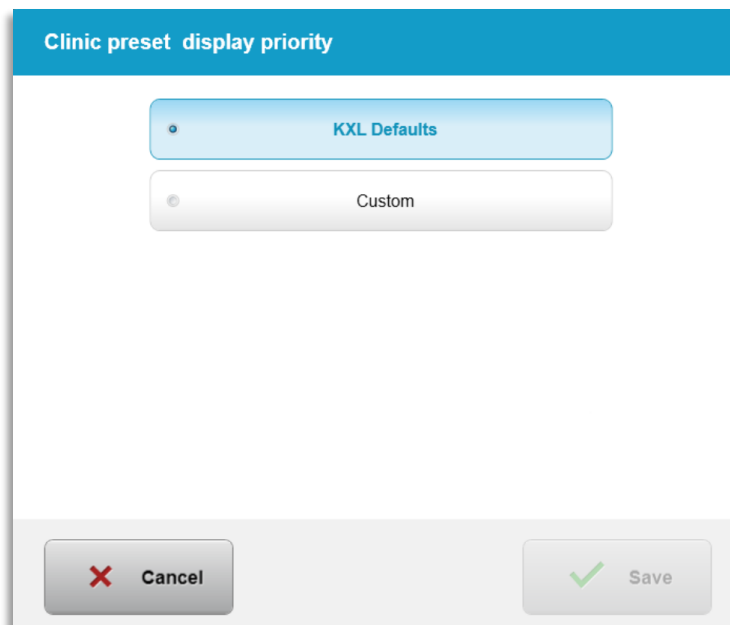 Clinic preset display priority
KXL Defaults
Custom
Cancel
Save